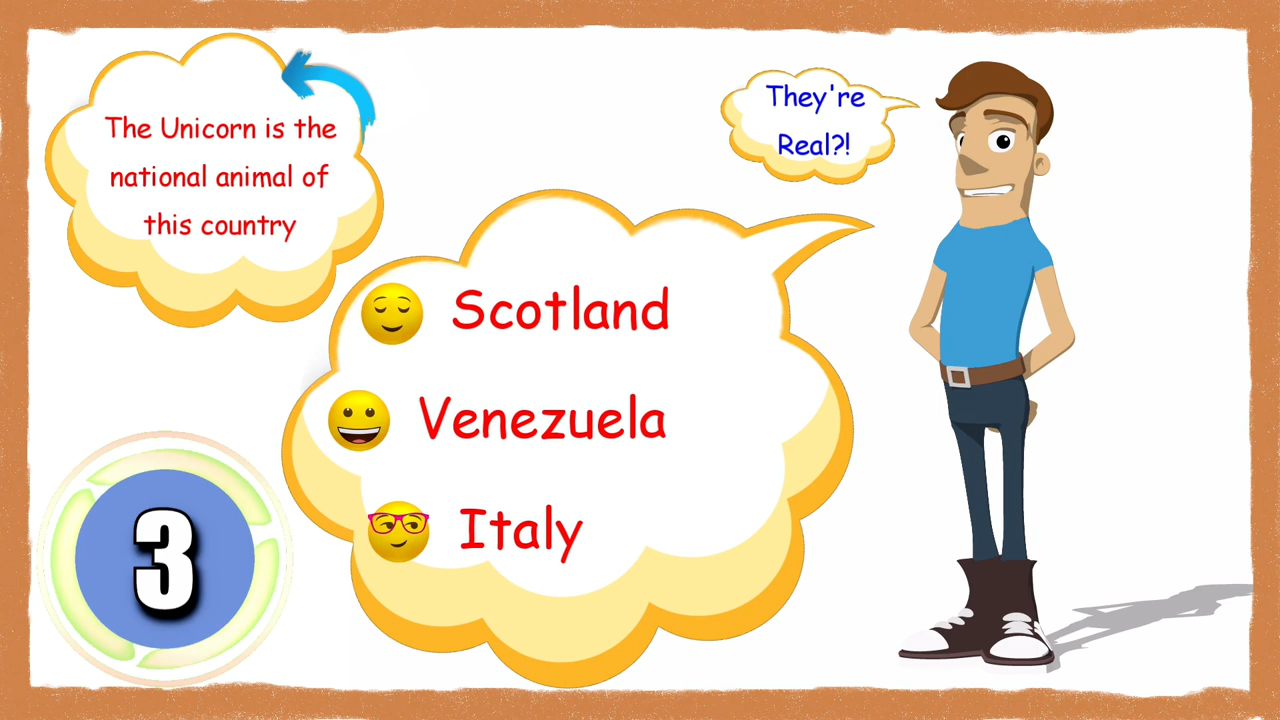 The Unicorn is the
national animal of
this country
They're
Real?!
Scotland
Venezuela
Italy
3